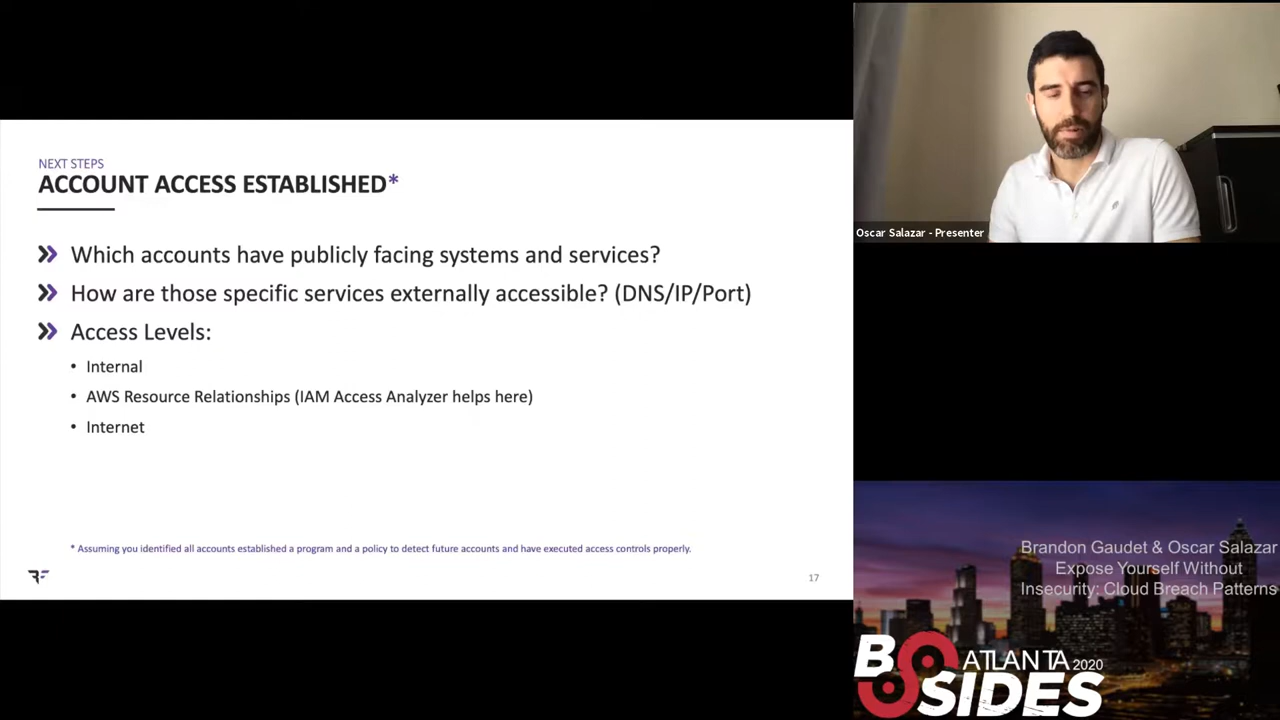 NEXT STEPS
ACCOUNT ACCESS ESTABLISHED*
Which accounts have publicly facing systems and services?
How are those specific services externally accessible? (DNS/IP/Port)
Access Levels:
• Internal
• AWS Resource Relationships (IAM Access Analyzer helps here)
• Internet
* Assuming you identified all accounts established a program and a policy to detect future accounts and have executed access controls properly.
17
Oscar Salazar - Presenter
Brandon Gaudet & Oscar Salazar
Expose Yourself Without
Insecurity: Cloud Breach Patterns
BSIDES ATLANTA 2020